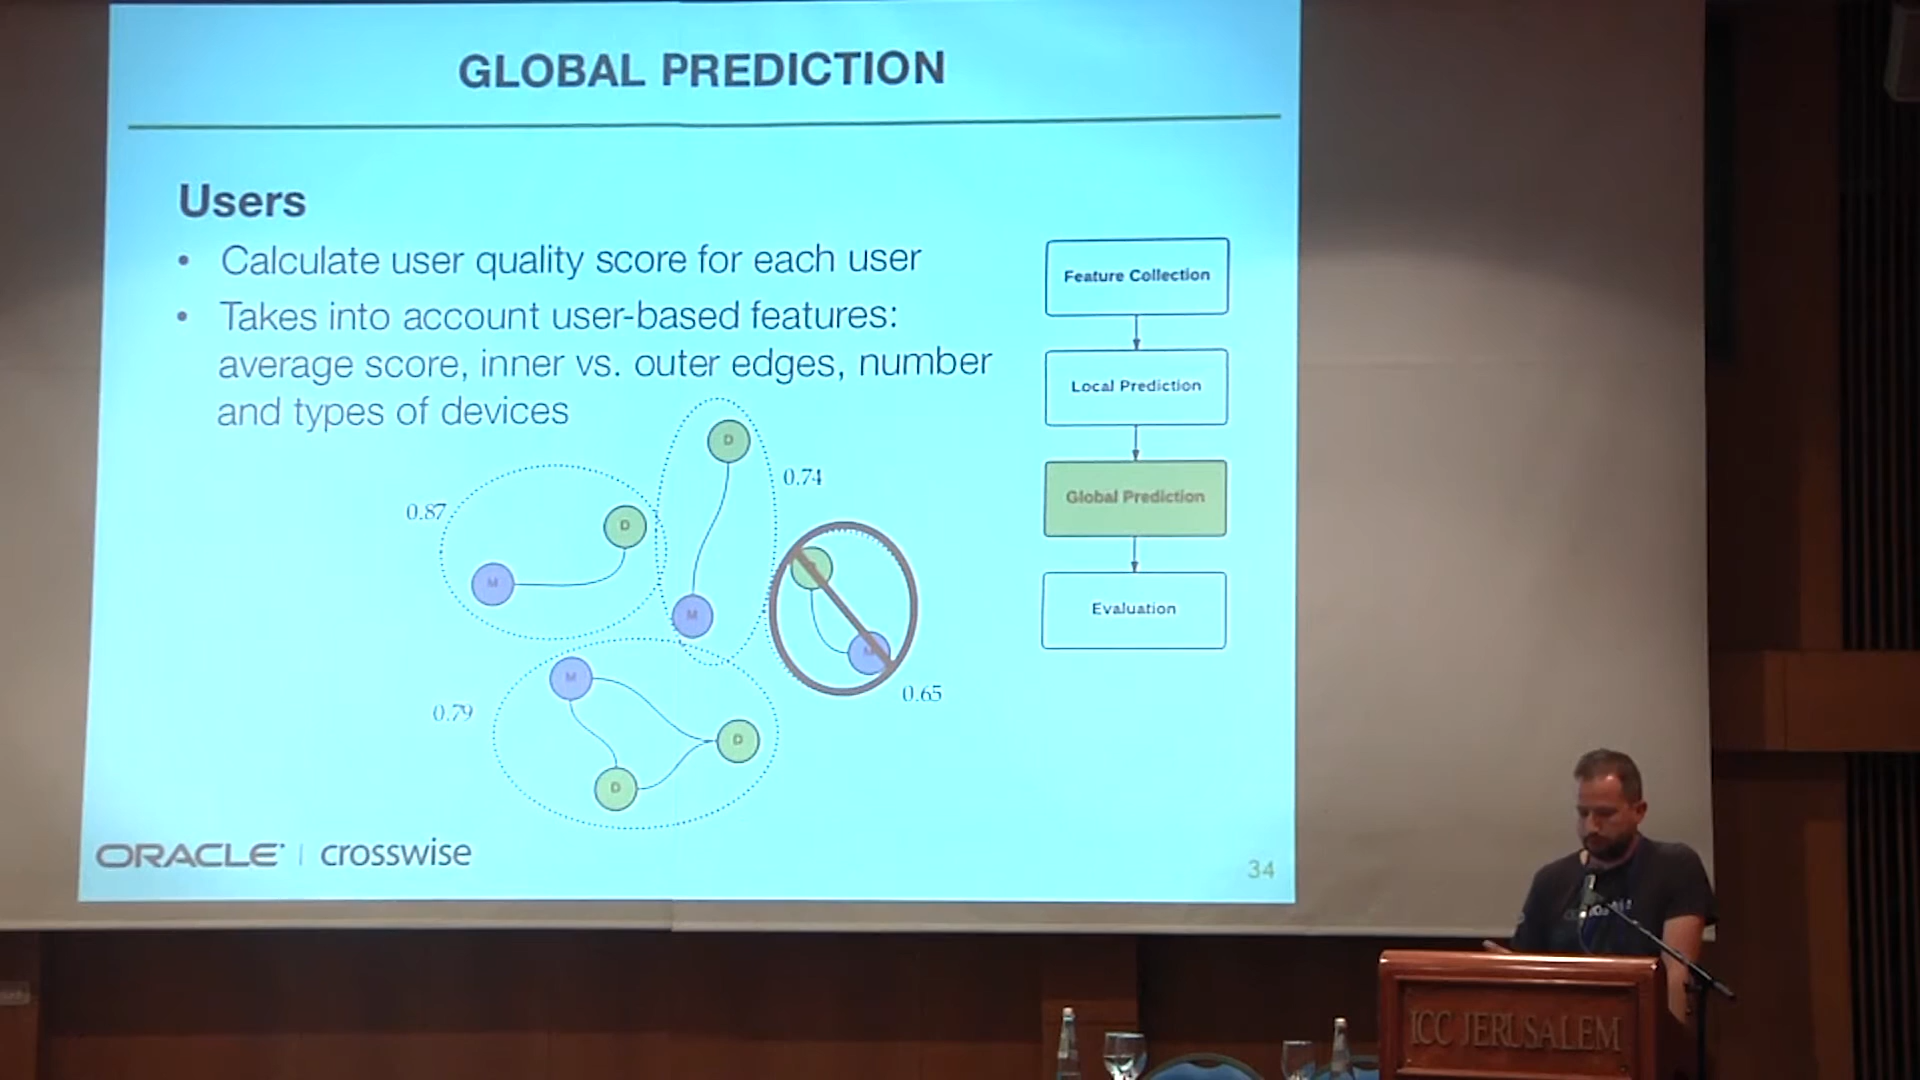 GLOBAL PREDICTION
Users
• Calculate user quality score for each user
• Takes into account user-based features:
average score, inner vs. outer edges, number
and types of devices
D
0.74
0.87
D
M
M
M
0.65
M
0.79
D
D
Feature Collection
Local Prediction
Global Prediction
Evaluation
ORACLE | crosswise
34
ICC JERUSALEM